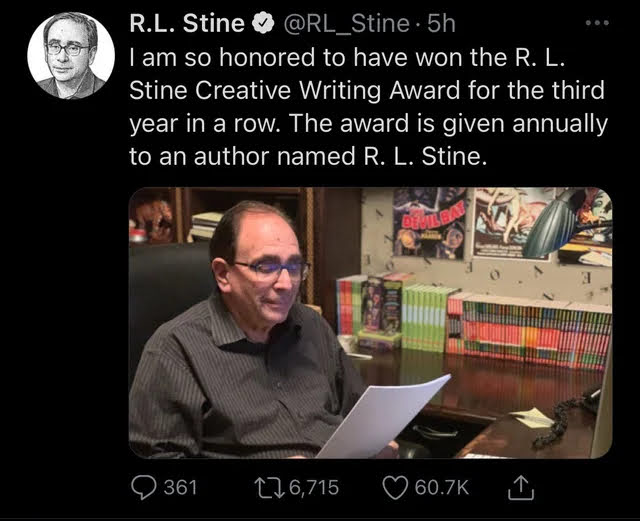 R.L. Stine @RL_Stine · 5h
I am so honored to have won the R. L.
Stine Creative Writing Award for the third
year in a row. The award is given annually
to an author named R. L. Stine.
DEVIL BAT
361 6,715 60.7K